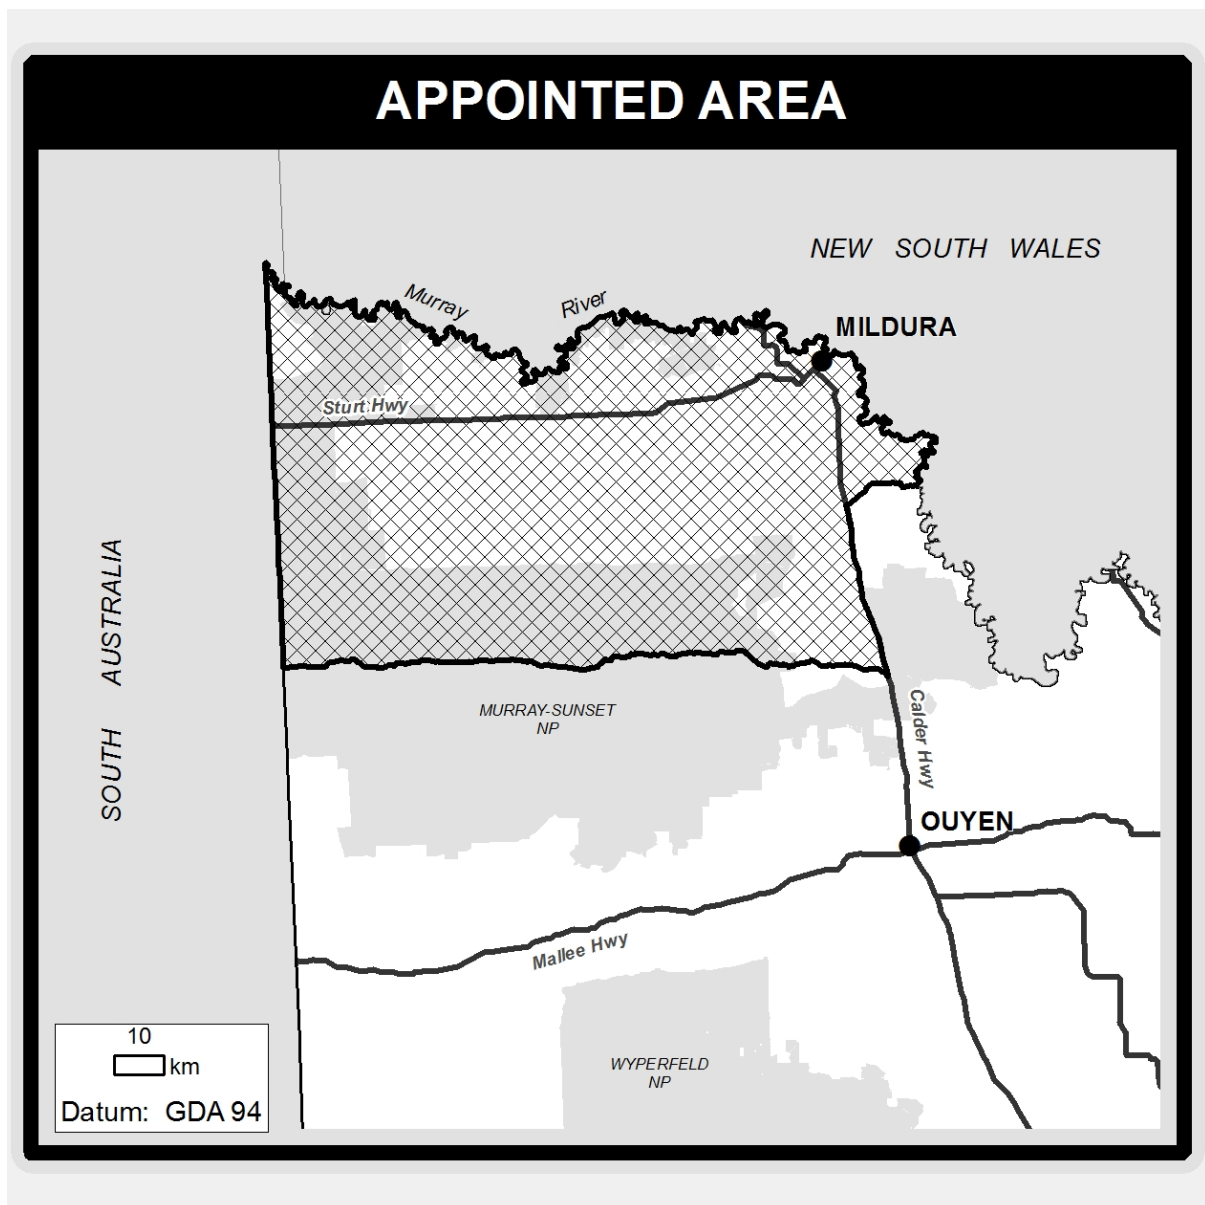 APPOINTED AREA
NEW SOUTH WALES
Murray River
MILDURA
Sturt Hwy
SOUTH AUSTRALIA
MURRAY-SUNSET
NP
Calder Hwy
OUYEN
Mallee Hwy
WYPERFELD
NP
10
km
Datum: GDA 94